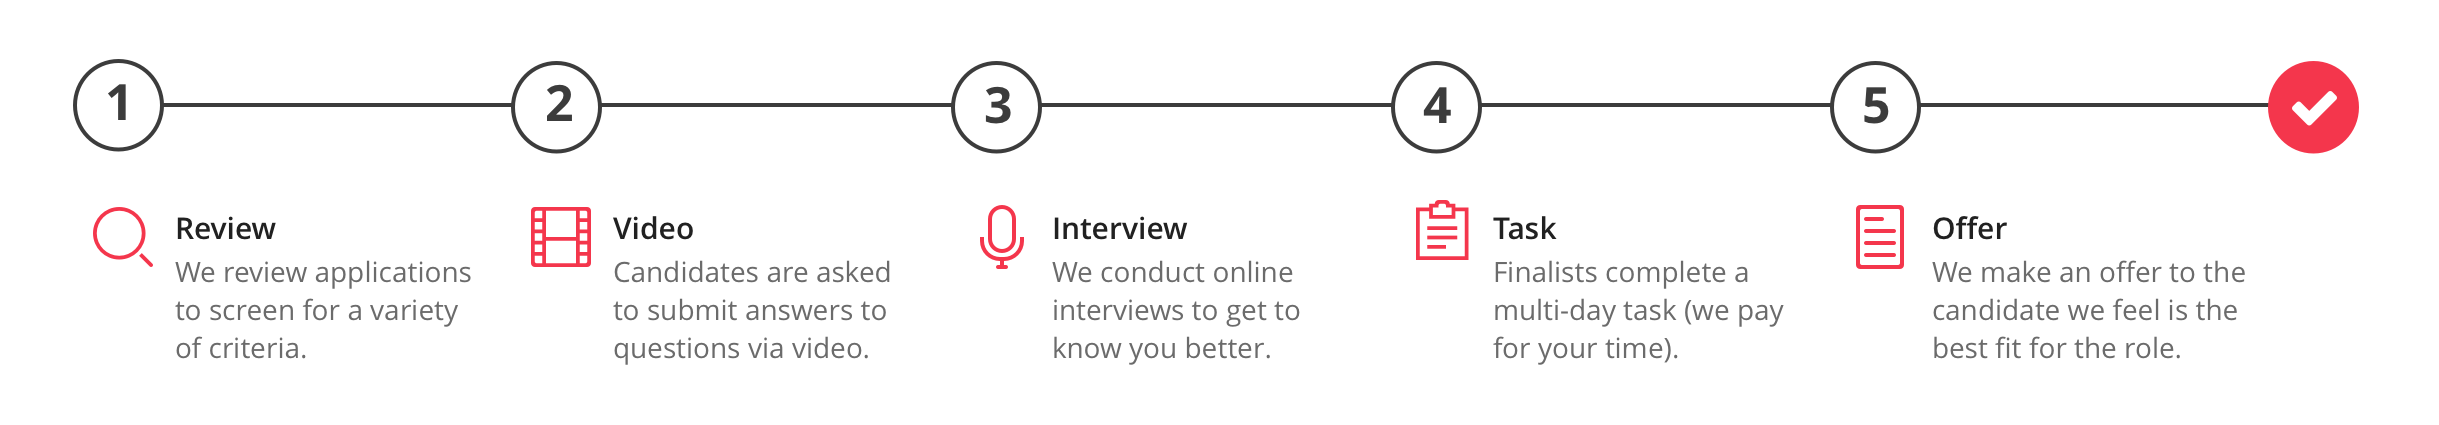 1
2
3
4
5
Review
We review applications
to screen for a variety
of criteria.
Video
Candidates are asked
to submit answers to
questions via video.
Interview
We conduct online
interviews to get to
know you better.
Task
Finalists complete a
multi-day task (we pay
for your time).
Offer
We make an offer to the
candidate we feel is the
best fit for the role.